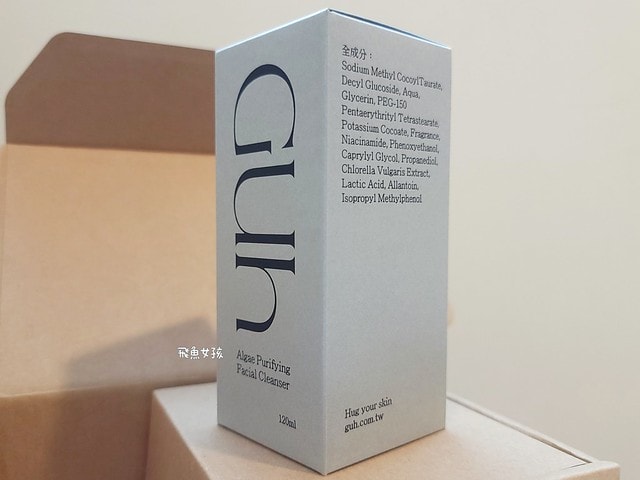 Guh
Algae Purifying
Facial Cleanser
120ml
全成分：
Sodium Methyl CocoylTaurate,
Decyl Glucoside, Aqua,
Glycerin, PEG-150
Pentaerythrityl Tetrastearate,
Potassium Cocoate, Fragrance,
Niacinamide, Phenoxyethanol,
Caprylyl Glycol, Propanediol,
Chlorella Vulgaris Extract,
Lactic Acid, Allantoin,
Isopropyl Methylphenol
Hug your skin
guh.com.tw
飛魚女孩